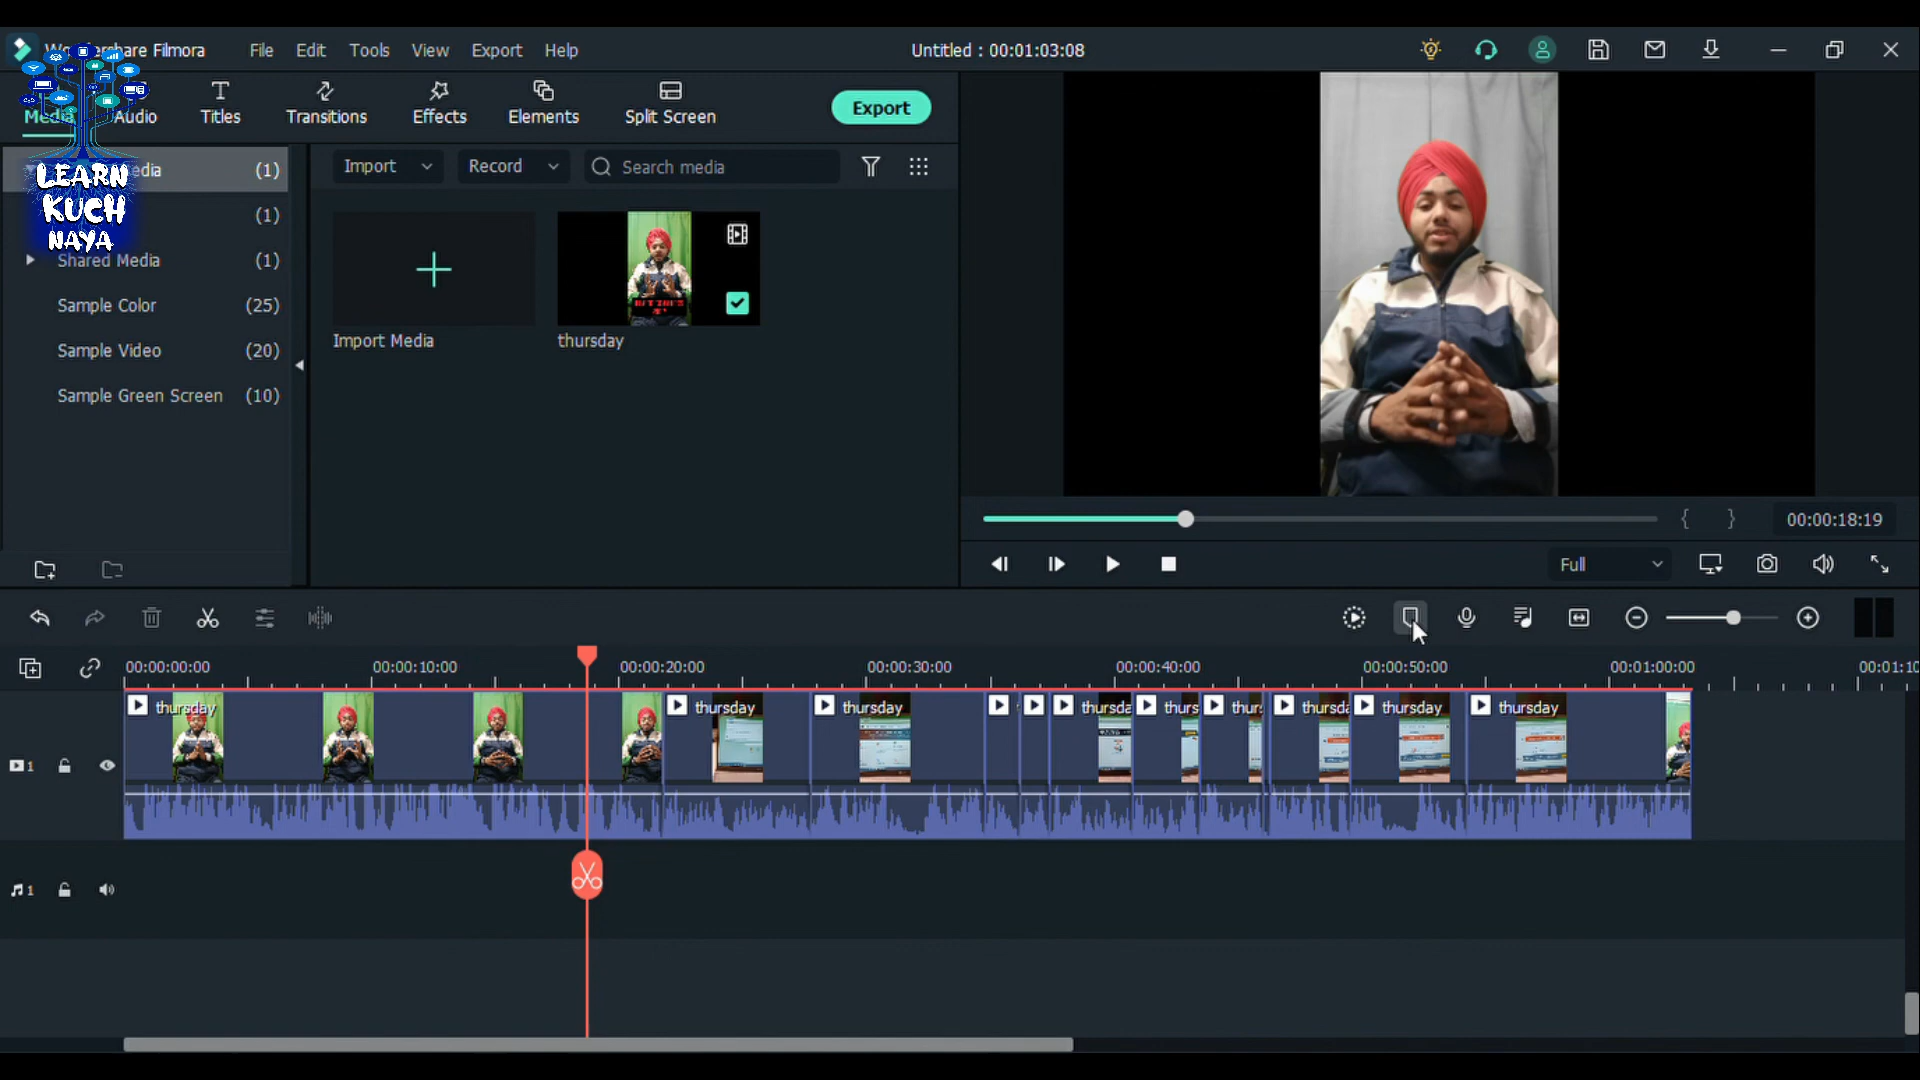 Wondershare Filmora File Edit Tools View Export Help Untitled : 00:01:03:08
Media Audio Titles Transitions Effects Elements Split Screen Export
(1) Import Record Search media
LEARN
KUCH
NAYA
(1)
Shared Media (1)
Sample Color (25)
Sample Video (20)
Sample Green Screen (10)
Import Media thursday
00:00:18:19
Full
00:00:00:00 00:00:10:00 00:00:20:00 00:00:30:00 00:00:40:00 00:00:50:00 00:01:00:00 00:01:10
thursday thursday thursday thursda thurs thur thursda thursday thursday
1
1